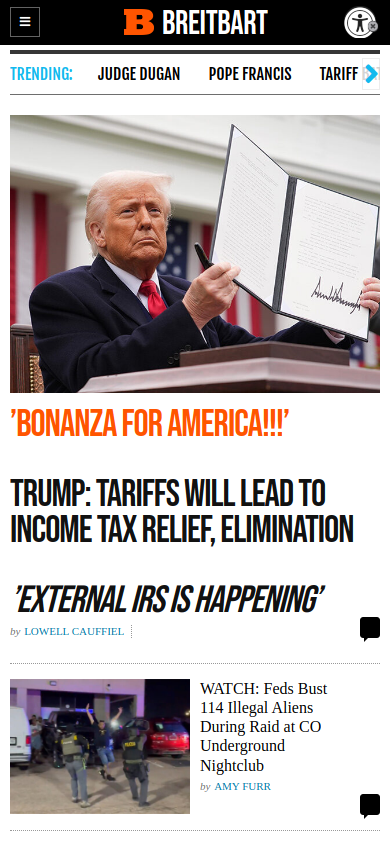 BREITBART
TRENDING:
JUDGE DUGAN
POPE FRANCIS
TARIFF
'BONANZA FOR AMERICA!!!'
TRUMP: TARIFFS WILL LEAD TO
INCOME TAX RELIEF, ELIMINATION
'EXTERNAL IRS IS HAPPENING'
by LOWELL CAUFFIEL
WATCH: Feds Bust
114 Illegal Aliens
During Raid at CO
Underground
Nightclub
by AMY FURR